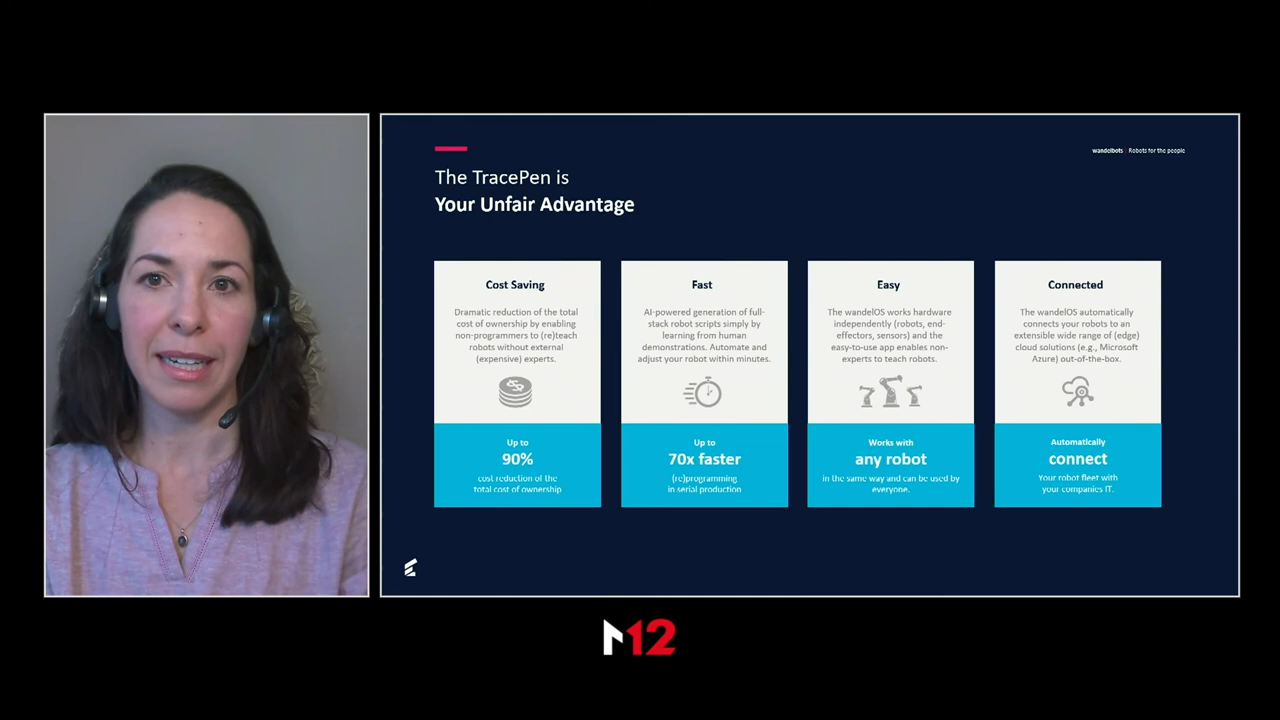 wandelbots | Robots for the people
The TracePen is
Your Unfair Advantage
Cost Saving
Dramatic reduction of the total
cost of ownership by enabling
non-programmers to (re)teach
robots without external
(expensive) experts.
Up to
90%
cost reduction of the
total cost of ownership
Fast
AI-powered generation of full-
stack robot scripts simply by
learning from human
demonstrations. Automate and
adjust your robot within minutes.
Up to
70x faster
(re)programming
in serial production
Easy
The wandelOS works hardware
independently (robots, end-
effectors, sensors) and the
easy-to-use app enables non-
experts to teach robots.
Works with
any robot
in the same way and can be used by
everyone.
Connected
The wandelOS automatically
connects your robots to an
extensible wide range of (edge)
cloud solutions (e.g., Microsoft
Azure) out-of-the-box.
Automatically
connect
Your robot fleet with
your companies IT.
M12